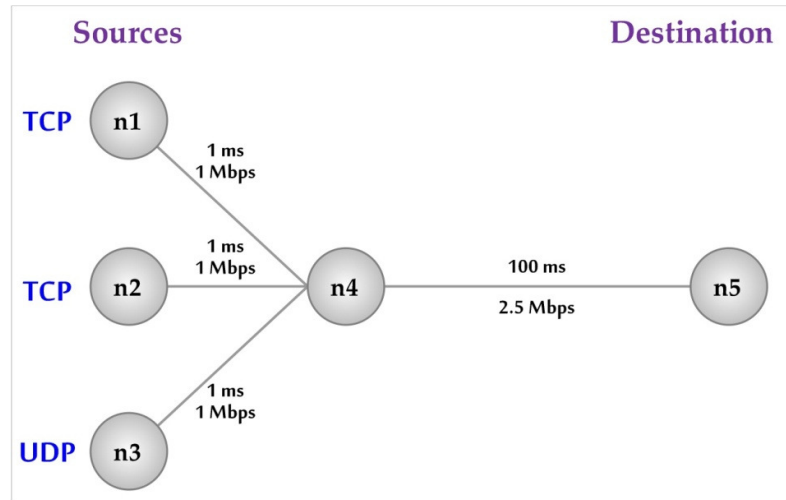 Sources
Destination
TCP
n1
1 ms
1 Mbps
TCP
n2
1 ms
1 Mbps
n4
100 ms
2.5 Mbps
n5
1 ms
1 Mbps
UDP
n3